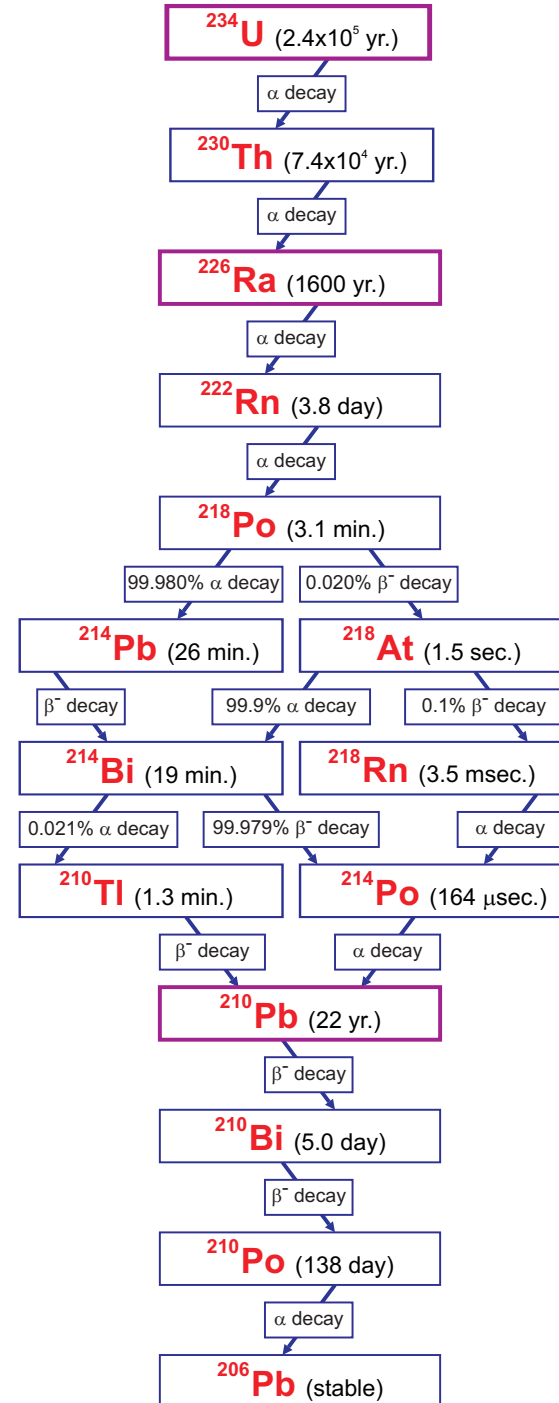 ²³⁴U (2.4x10⁵ yr.)
α decay
²³⁰Th (7.4x10⁴ yr.)
α decay
²²⁶Ra (1600 yr.)
α decay
²²²Rn (3.8 day)
α decay
²¹⁸Po (3.1 min.)
99.980% α decay
0.020% β⁻ decay
²¹⁴Pb (26 min.)
²¹⁸At (1.5 sec.)
β⁻ decay
99.9% α decay
0.1% β⁻ decay
²¹⁴Bi (19 min.)
²¹⁸Rn (3.5 msec.)
0.021% α decay
99.979% β⁻ decay
α decay
²¹⁰Tl (1.3 min.)
²¹⁴Po (164 μsec.)
β⁻ decay
α decay
²¹⁰Pb (22 yr.)
β⁻ decay
²¹⁰Bi (5.0 day)
β⁻ decay
²¹⁰Po (138 day)
α decay
²⁰⁶Pb (stable)